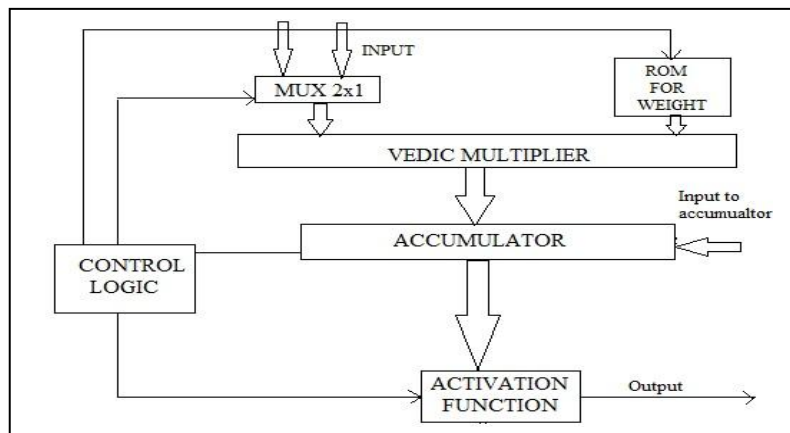 INPUT
MUX 2x1
ROM
FOR
WEIGHT
VEDIC MULTIPLIER
Input to
accumualtor
ACCUMULATOR
CONTROL
LOGIC
ACTIVATION
FUNCTION
Output